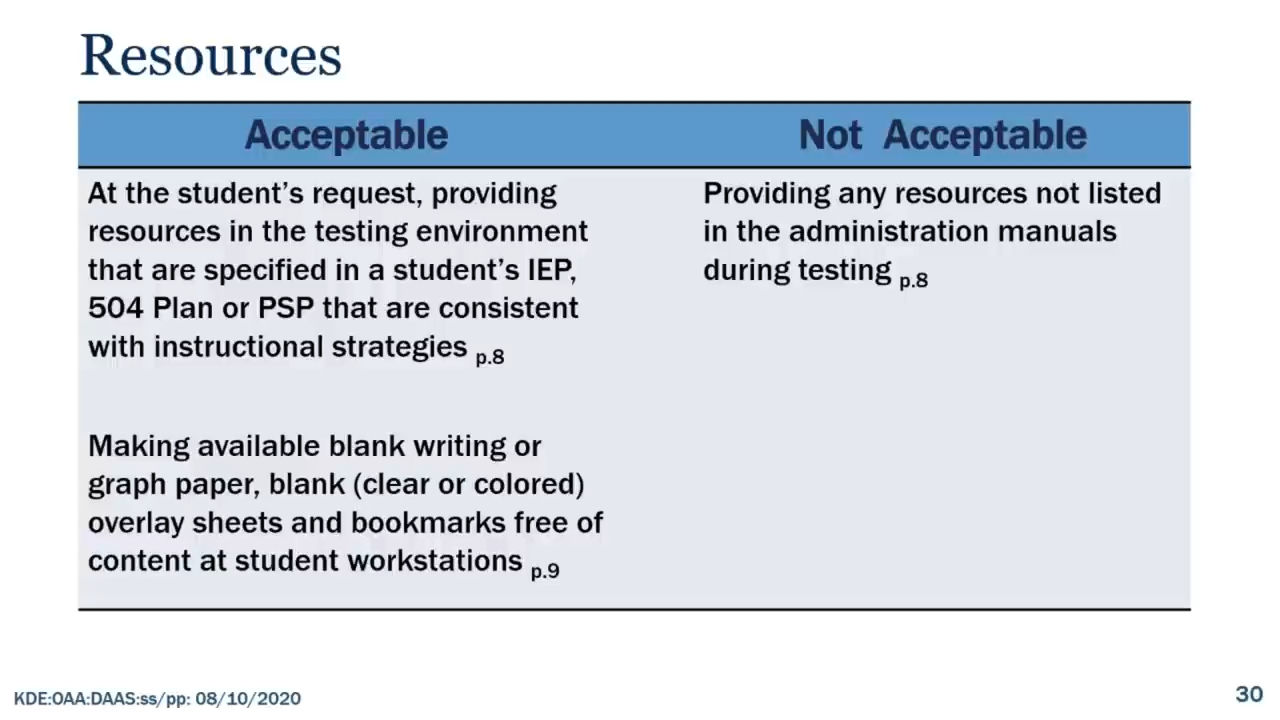 Resources
Acceptable
Not Acceptable
At the student’s request, providing
resources in the testing environment
that are specified in a student’s IEP,
504 Plan or PSP that are consistent
with instructional strategies p.8
Making available blank writing or
graph paper, blank (clear or colored)
overlay sheets and bookmarks free of
content at student workstations p.9
Providing any resources not listed
in the administration manuals
during testing p.8
KDE:OAA:DAAS:ss/pp: 08/10/2020
30